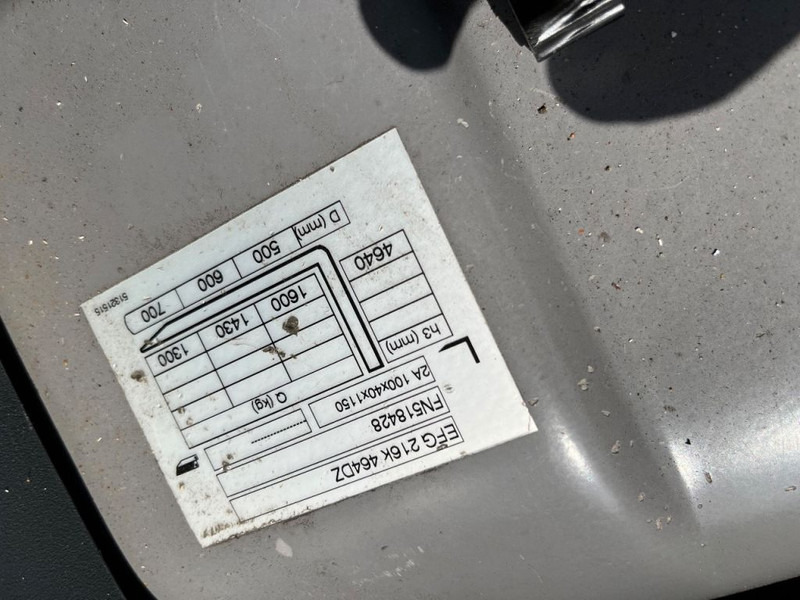 EFG 216k 464DZ
FN518428
2A 100x40x1150
h3 (mm) Q (kg)
4640 1600 1430 1300
D (mm) 500 600 700
51321515